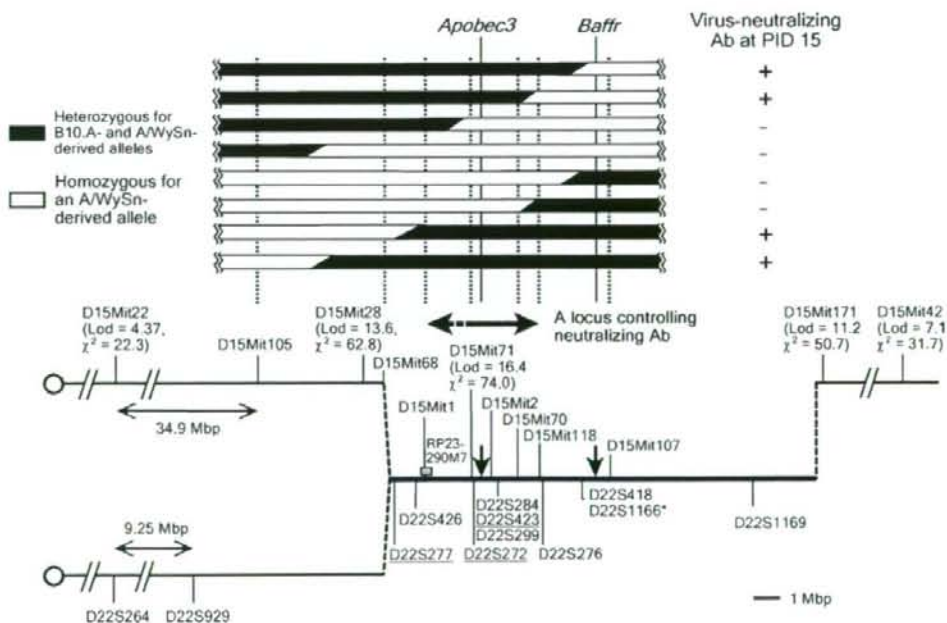 Apobec3
Baffr
Virus-neutralizing
Ab at PID 15
+
+
-
-
-
-
+
+
Heterozygous for
B10.A- and A/WySn-
derived alleles
Homozygous for
an A/WySn-
derived allele
A locus controlling
neutralizing Ab
D15Mit22
(Lod = 4.37,
χ² = 22.3)
D15Mit105
D15Mit28
(Lod = 13.6,
χ² = 62.8)
D15Mit68
D15Mit71
(Lod = 16.4
χ² = 74.0)
D15Mit171
(Lod = 11.2
χ² = 50.7)
D15Mit42
(Lod = 7.1
χ² = 31.7)
34.9 Mbp
D15Mit1
D15Mit2
D15Mit70
D15Mit118
D15Mit107
RP23-
290M7
D22S426
D22S277
D22S284
D22S423
D22S299
D22S272
D22S276
D22S418
D22S1166*
D22S1169
9.25 Mbp
D22S264
D22S929
1 Mbp